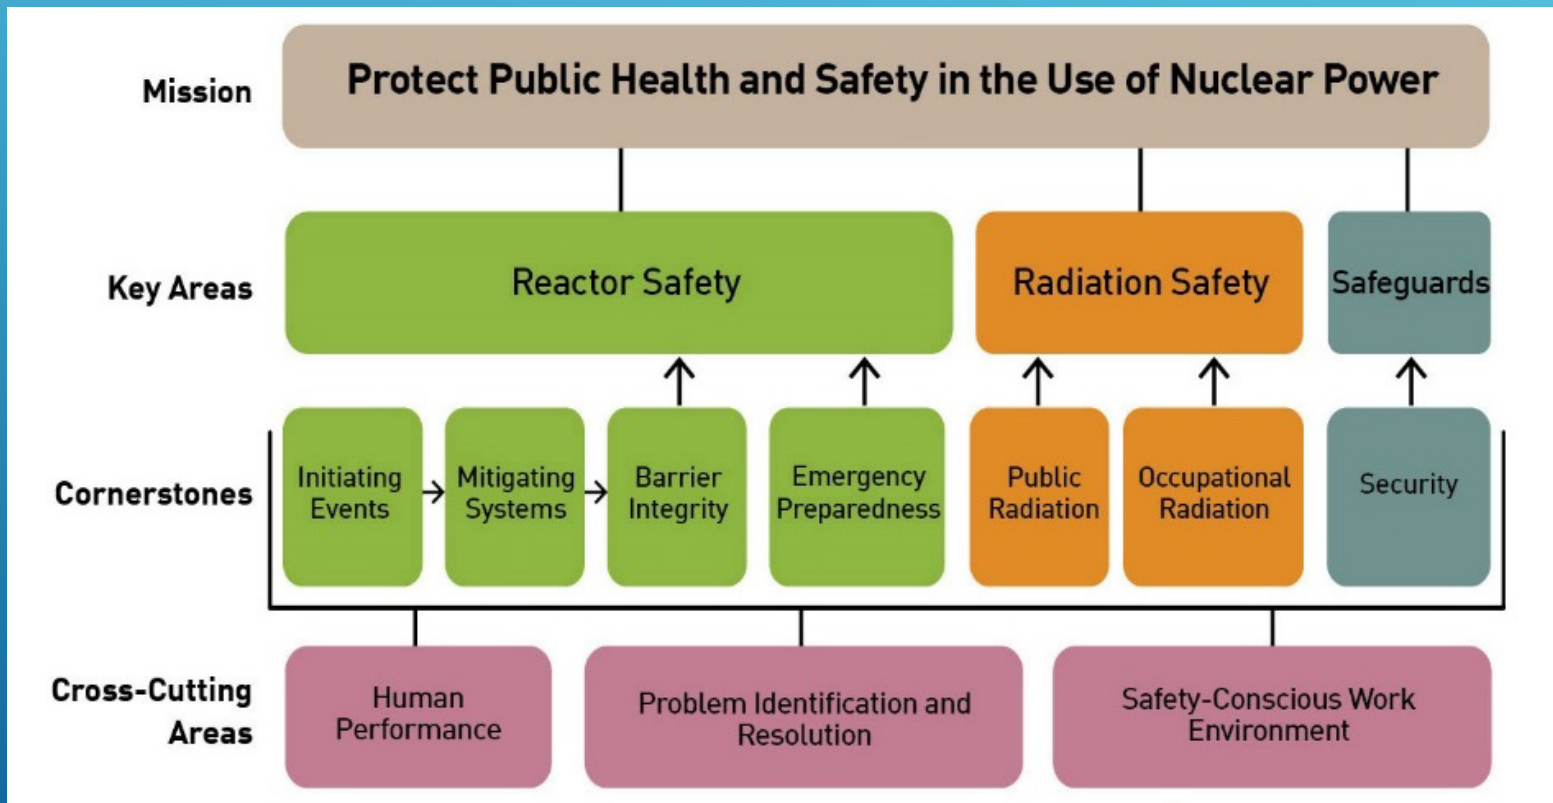 Mission
Protect Public Health and Safety in the Use of Nuclear Power
Key Areas
Reactor Safety
Radiation Safety
Safeguards
Cornerstones
Initiating
Events
Mitigating
Systems
Barrier
Integrity
Emergency
Preparedness
Public
Radiation
Occupational
Radiation
Security
Cross-Cutting
Areas
Human
Performance
Problem Identification and
Resolution
Safety-Conscious Work
Environment